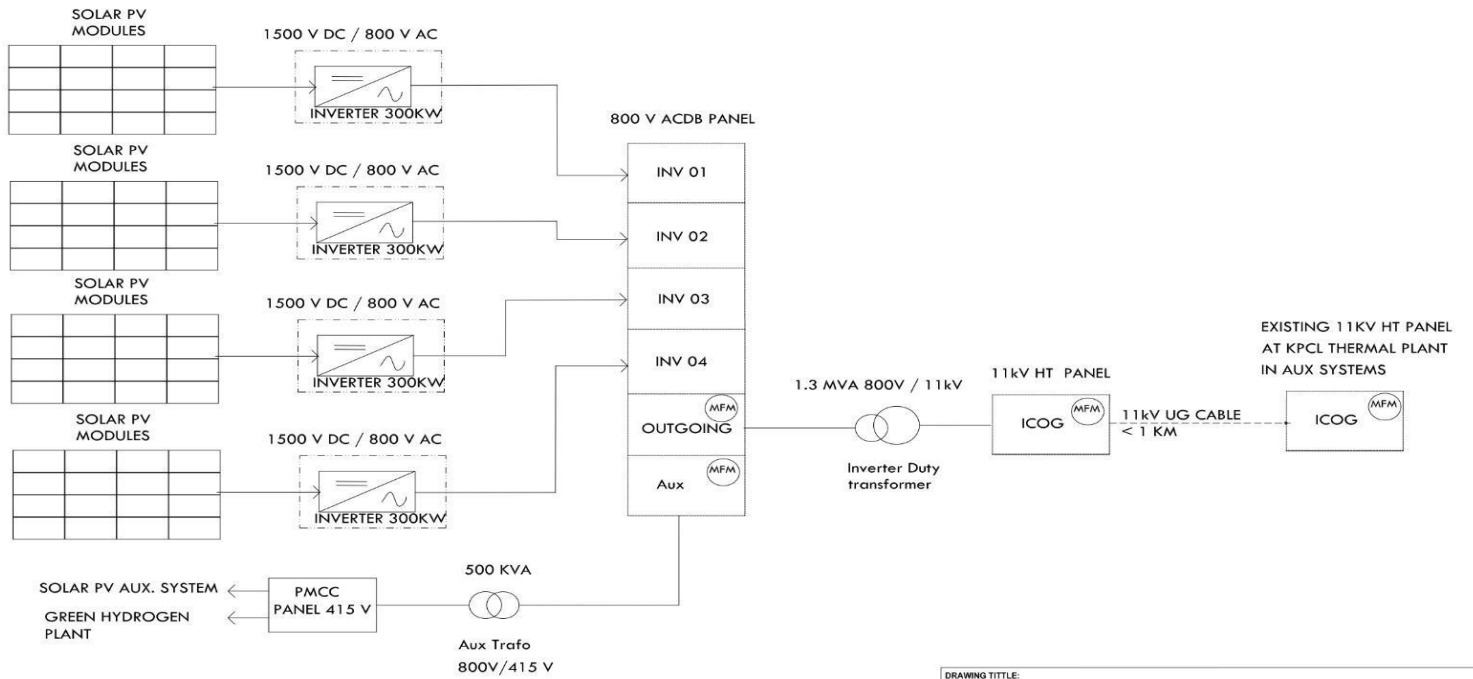 SOLAR PV
MODULES
1500 V DC / 800 V AC
INVERTER 300KW
SOLAR PV
MODULES
1500 V DC / 800 V AC
INVERTER 300KW
SOLAR PV
MODULES
1500 V DC / 800 V AC
INVERTER 300KW
SOLAR PV
MODULES
1500 V DC / 800 V AC
INVERTER 300KW
800 V ACDB PANEL
INV 01
INV 02
INV 03
INV 04
MFM
OUTGOING
MFM
Aux
1.3 MVA 800V / 11kV
Inverter Duty
transformer
11kV HT PANEL
MFM
ICOG
11kV UG CABLE
< 1 KM
EXISTING 11KV HT PANEL
AT KPCL THERMAL PLANT
IN AUX SYSTEMS
MFM
ICOG
SOLAR PV AUX. SYSTEM
GREEN HYDROGEN
PLANT
PMCC
PANEL 415 V
500 KVA
Aux Trafo
800V/415 V
DRAWING TITTLE: